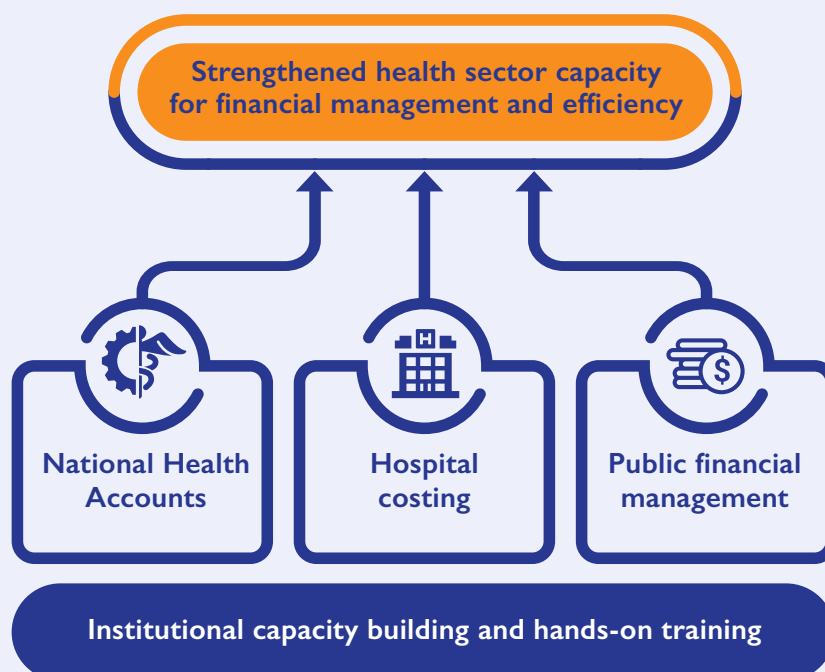 Strengthened health sector capacity
for financial management and efficiency
H
National Health
Accounts
Hospital
costing
$
Public financial
management
Institutional capacity building and hands-on training